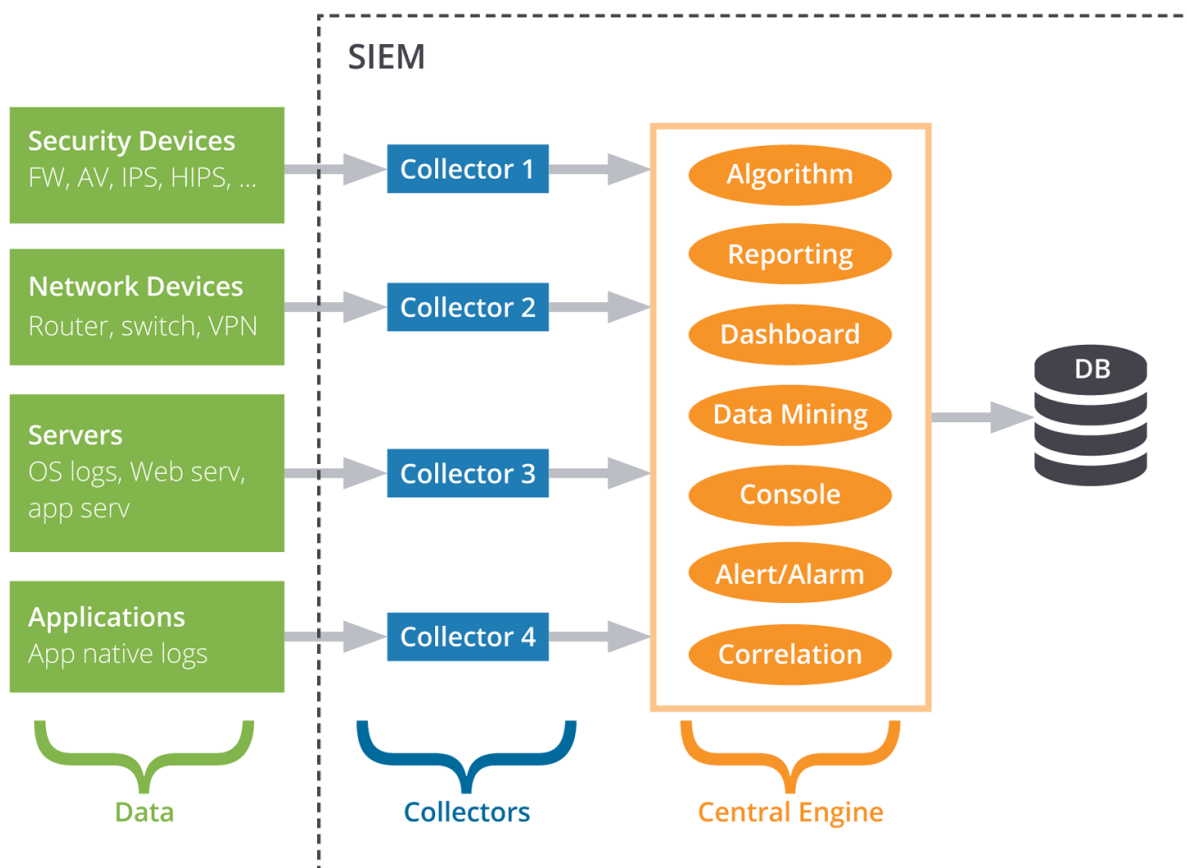 SIEM
Security Devices
FW, AV, IPS, HIPS, ...
Collector 1
Network Devices
Router, switch, VPN
Collector 2
Servers
OS logs, Web serv,
app serv
Collector 3
Applications
App native logs
Collector 4
Algorithm
Reporting
Dashboard
Data Mining
Console
Alert/Alarm
Correlation
DB
Data
Collectors
Central Engine